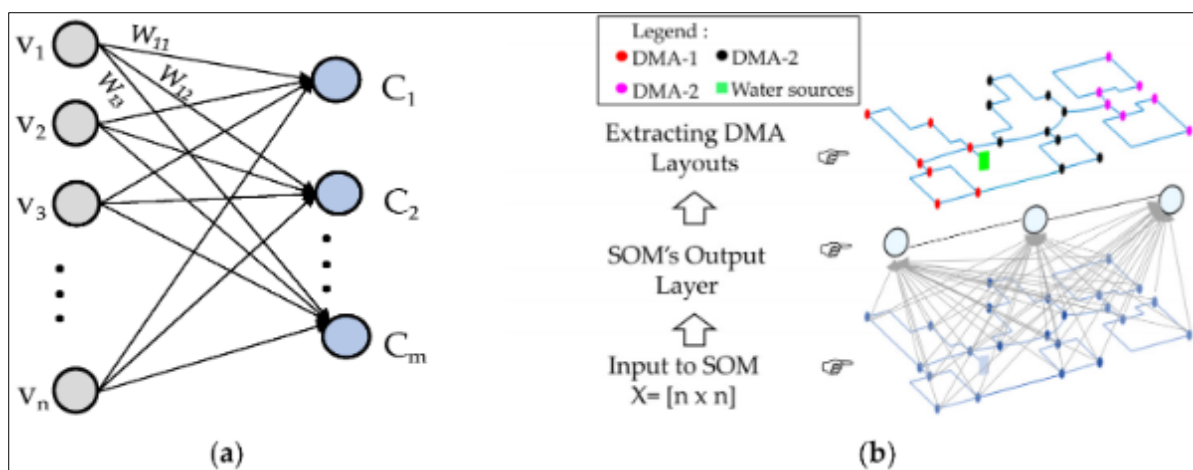 v1
v2
v3
vn
W11
W12
W13
C1
C2
Cm
(a)
Legend :
DMA-1 DMA-2
DMA-2 Water sources
Extracting DMA
Layouts
SOM's Output
Layer
Input to SOM
X= [n x n]
(b)